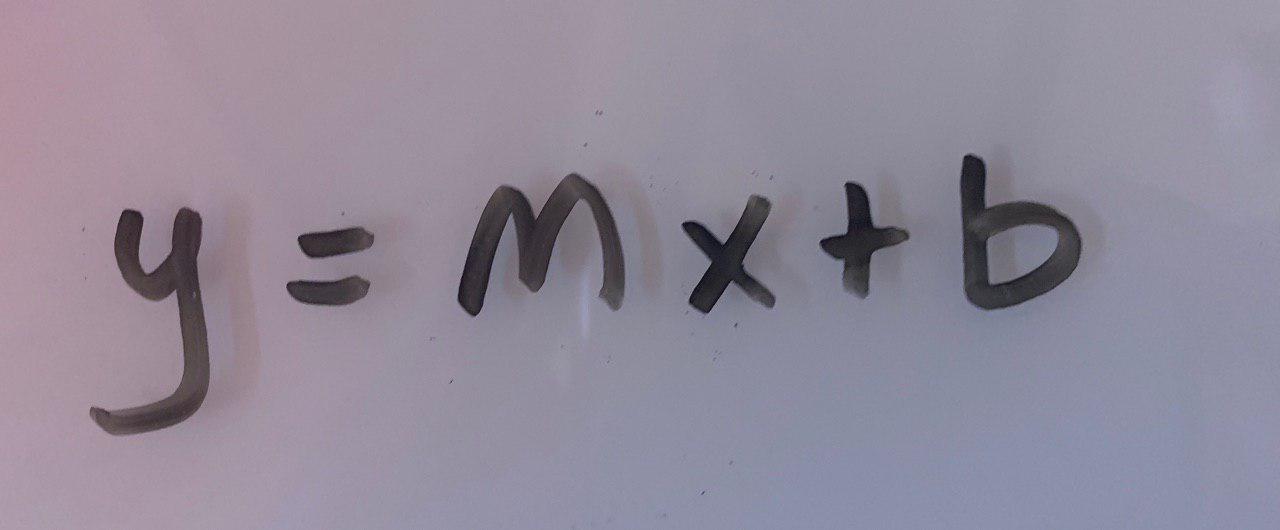 y = mx + b